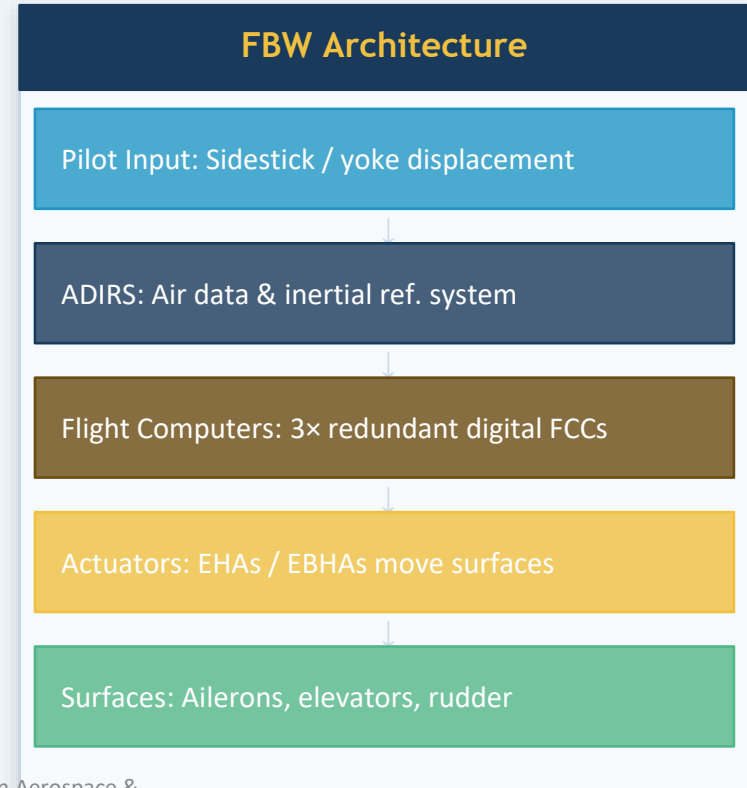 FBW Architecture
Pilot Input: Sidestick / yoke displacement
↓
ADIRS: Air data & inertial ref. system
↓
Flight Computers: 3× redundant digital FCCs
↓
Actuators: EHAs / EBHAs move surfaces
↓
Surfaces: Ailerons, elevators, rudder
Aerospace &